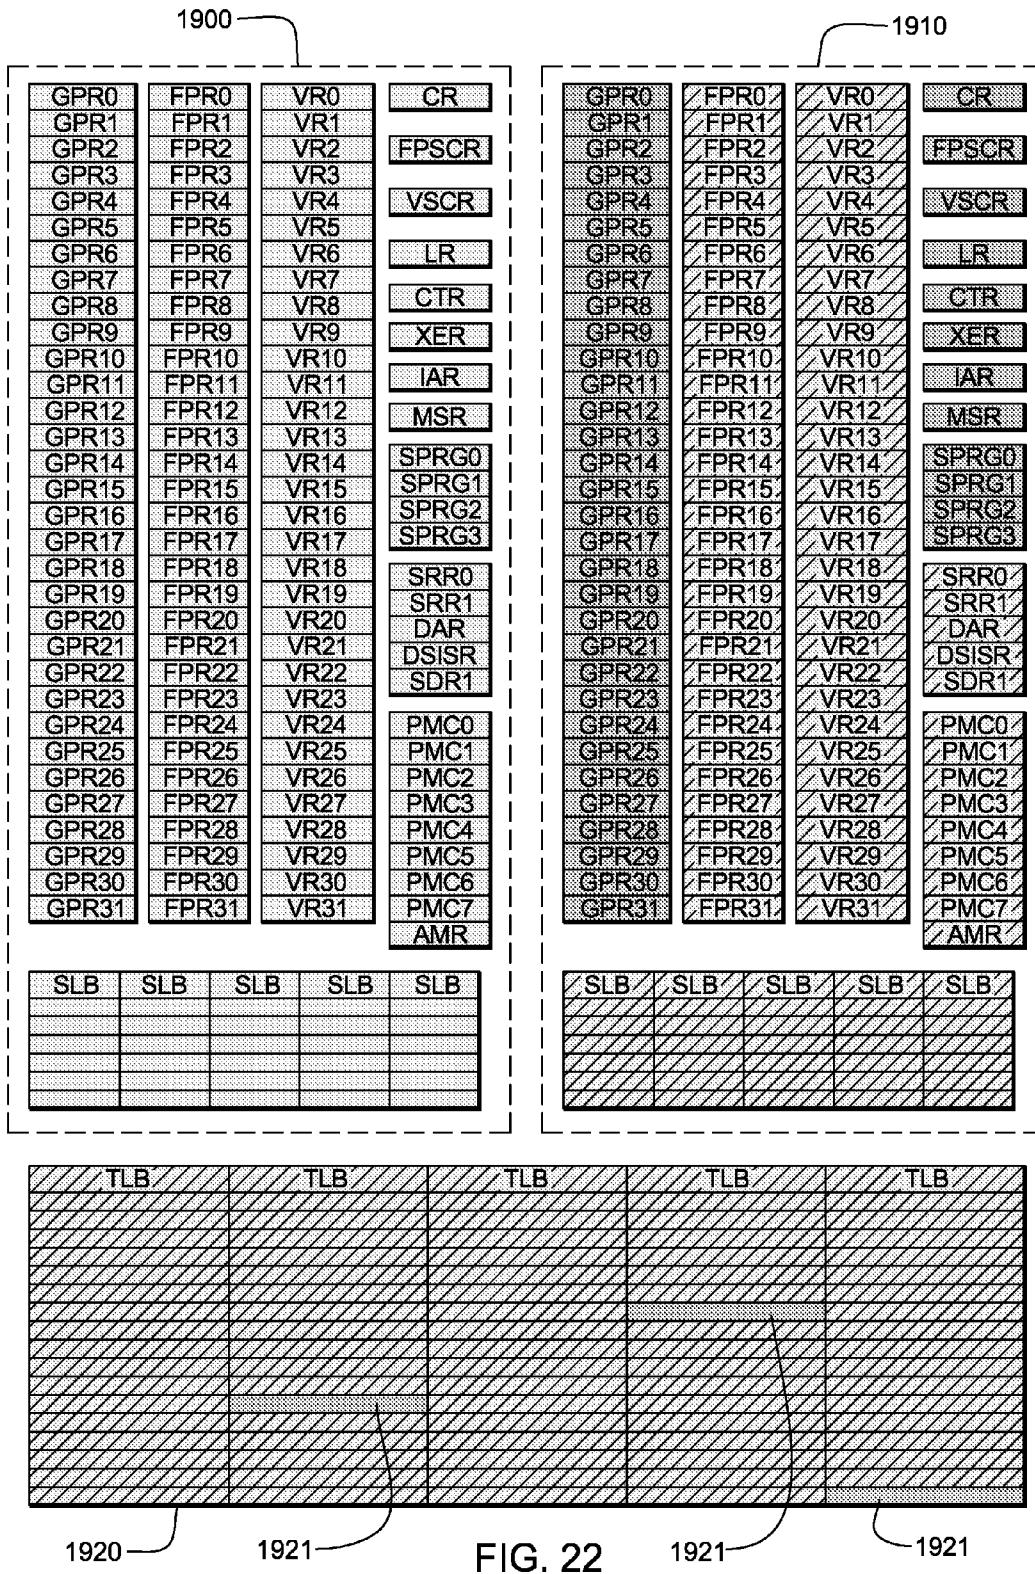 1900
1910
GPR0 FPR0 VR0 CR GPR0 FPR0 VR0 CR
GPR1 FPR1 VR1 GPR1 FPR1 VR1
GPR2 FPR2 VR2 FPSCR GPR2 FPR2 VR2 FPSCR
GPR3 FPR3 VR3 GPR3 FPR3 VR3
GPR4 FPR4 VR4 VSCR GPR4 FPR4 VR4 VSCR
GPR5 FPR5 VR5 GPR5 FPR5 VR5
GPR6 FPR6 VR6 LR GPR6 FPR6 VR6 LR
GPR7 FPR7 VR7 GPR7 FPR7 VR7
GPR8 FPR8 VR8 CTR GPR8 FPR8 VR8 CTR
GPR9 FPR9 VR9 XER GPR9 FPR9 VR9 XER
GPR10 FPR10 VR10 GPR10 FPR10 VR10
GPR11 FPR11 VR11 IAR GPR11 FPR11 VR11 IAR
GPR12 FPR12 VR12 MSR GPR12 FPR12 VR12 MSR
GPR13 FPR13 VR13 GPR13 FPR13 VR13
GPR14 FPR14 VR14 SPRG0 GPR14 FPR14 VR14 SPRG0
GPR15 FPR15 VR15 SPRG1 GPR15 FPR15 VR15 SPRG1
GPR16 FPR16 VR16 SPRG2 GPR16 FPR16 VR16 SPRG2
GPR17 FPR17 VR17 SPRG3 GPR17 FPR17 VR17 SPRG3
GPR18 FPR18 VR18 SRR0 GPR18 FPR18 VR18 SRR0
GPR19 FPR19 VR19 SRR1 GPR19 FPR19 VR19 SRR1
GPR20 FPR20 VR20 DAR GPR20 FPR20 VR20 DAR
GPR21 FPR21 VR21 DSISR GPR21 FPR21 VR21 DSISR
GPR22 FPR22 VR22 SDR1 GPR22 FPR22 VR22 SDR1
GPR23 FPR23 VR23 GPR23 FPR23 VR23
GPR24 FPR24 VR24 PMC0 GPR24 FPR24 VR24 PMC0
GPR25 FPR25 VR25 PMC1 GPR25 FPR25 VR25 PMC1
GPR26 FPR26 VR26 PMC2 GPR26 FPR26 VR26 PMC2
GPR27 FPR27 VR27 PMC3 GPR27 FPR27 VR27 PMC3
GPR28 FPR28 VR28 PMC4 GPR28 FPR28 VR28 PMC4
GPR29 FPR29 VR29 PMC5 GPR29 FPR29 VR29 PMC5
GPR30 FPR30 VR30 PMC6 GPR30 FPR30 VR30 PMC6
GPR31 FPR31 VR31 PMC7 GPR31 FPR31 VR31 PMC7
AMR AMR
SLB SLB SLB SLB SLB SLB SLB SLB SLB SLB
TLB TLB TLB TLB TLB
1920 1921 1921 1921
FIG. 22